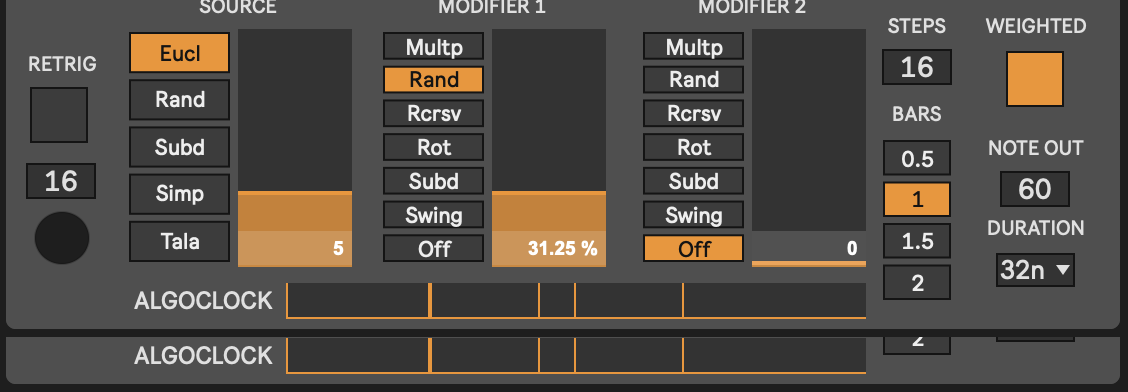 SOURCE
MODIFIER 1
MODIFIER 2
RETRIG
16
Eucl
Rand
Subd
Simp
Tala
5
Multp
Rand
Rcrsv
Rot
Subd
Swing
Off
31.25 %
Multp
Rand
Rcrsv
Rot
Subd
Swing
Off
0
STEPS
16
BARS
0.5
1
1.5
2
WEIGHTED
NOTE OUT
60
DURATION
32n
ALGOCLOCK
ALGOCLOCK
2